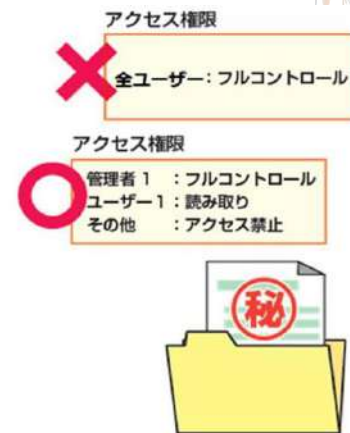 アクセス権限
全ユーザー：フルコントロール
アクセス権限
管理者1 ：フルコントロール
ユーザー1：読み取り
その他 ：アクセス禁止
秘